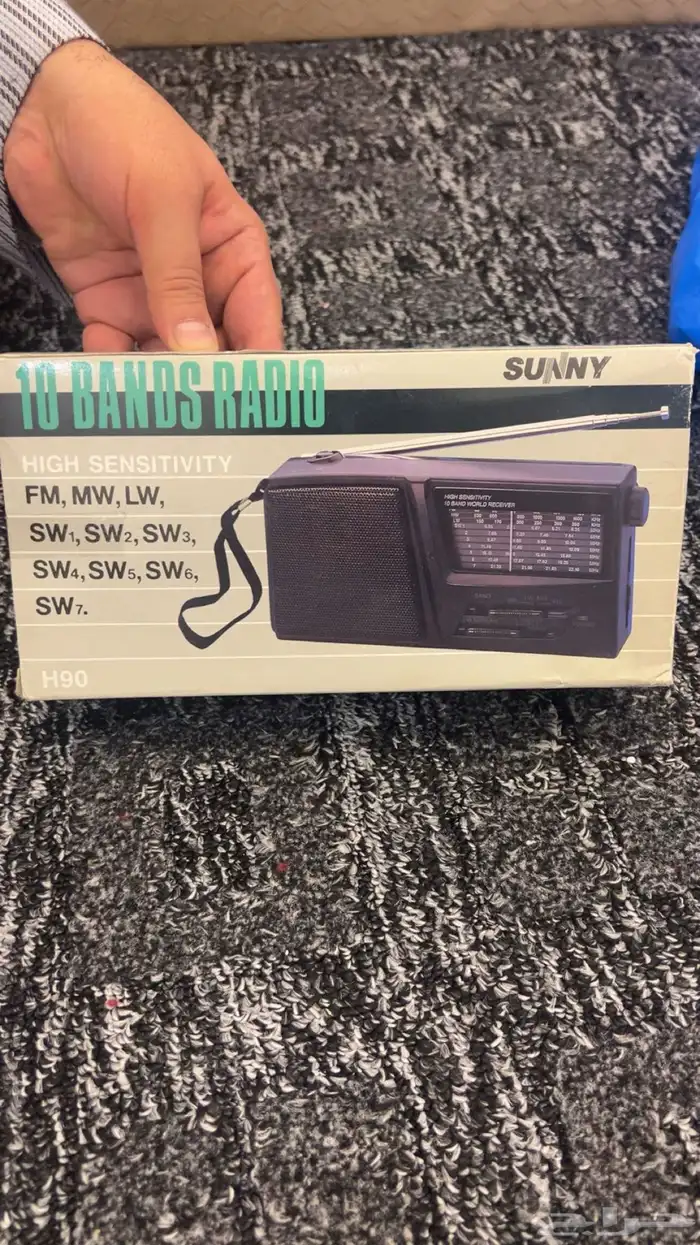 10 BANDS RADIO
SUNNY
HIGH SENSITIVITY
FM, MW, LW,
SW1, SW2, SW3,
SW4, SW5, SW6,
SW7.
H90
HIGH SENSITIVITY
10 BAND WORLD RECEIVER
حراج